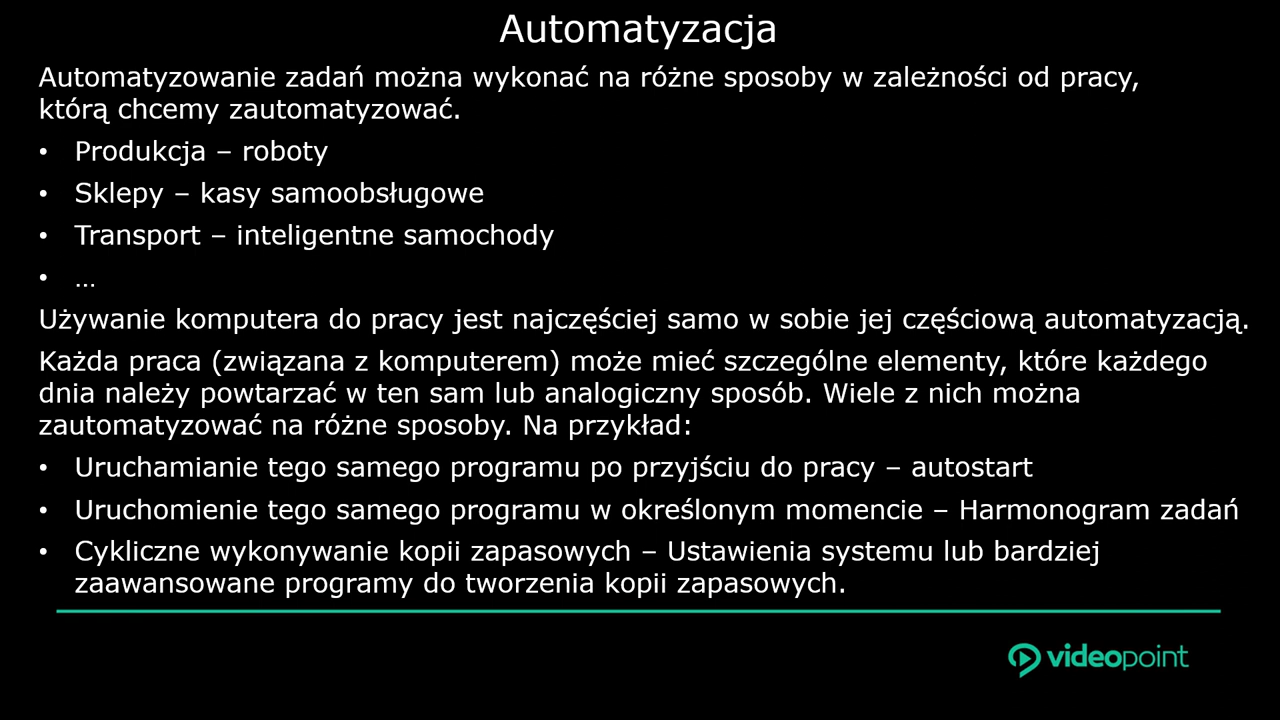 Automatyzacja
Automatyzowanie zadań można wykonać na różne sposoby w zależności od pracy,
którą chcemy zautomatyzować.
• Produkcja – roboty
• Sklepy – kasy samoobsługowe
• Transport – inteligentne samochody
• …
Używanie komputera do pracy jest najczęściej samo w sobie jej częściową automatyzacją.
Każda praca (związana z komputerem) może mieć szczególne elementy, które każdego
dnia należy powtarzać w ten sam lub analogiczny sposób. Wiele z nich można
zautomatyzować na różne sposoby. Na przykład:
• Uruchamianie tego samego programu po przyjściu do pracy – autostart
• Uruchomienie tego samego programu w określonym momencie – Harmonogram zadań
• Cykliczne wykonywanie kopii zapasowych – Ustawienia systemu lub bardziej
zaawansowane programy do tworzenia kopii zapasowych.
videopoint